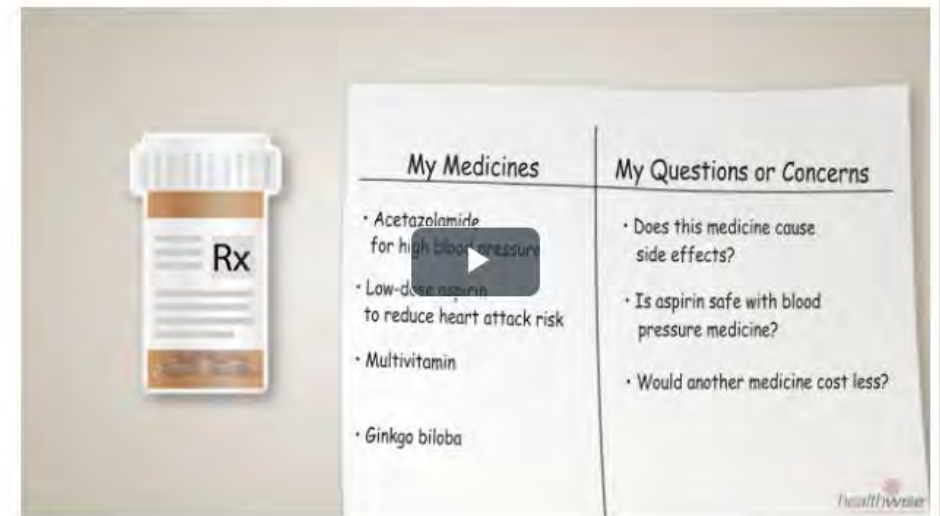 Rx
My Medicines
• Acetazolamide
for high blood pressure
• Low-dose aspirin
to reduce heart attack risk
• Multivitamin
• Ginkgo biloba
My Questions or Concerns
• Does this medicine cause
side effects?
• Is aspirin safe with blood
pressure medicine?
• Would another medicine cost less?
healthwise